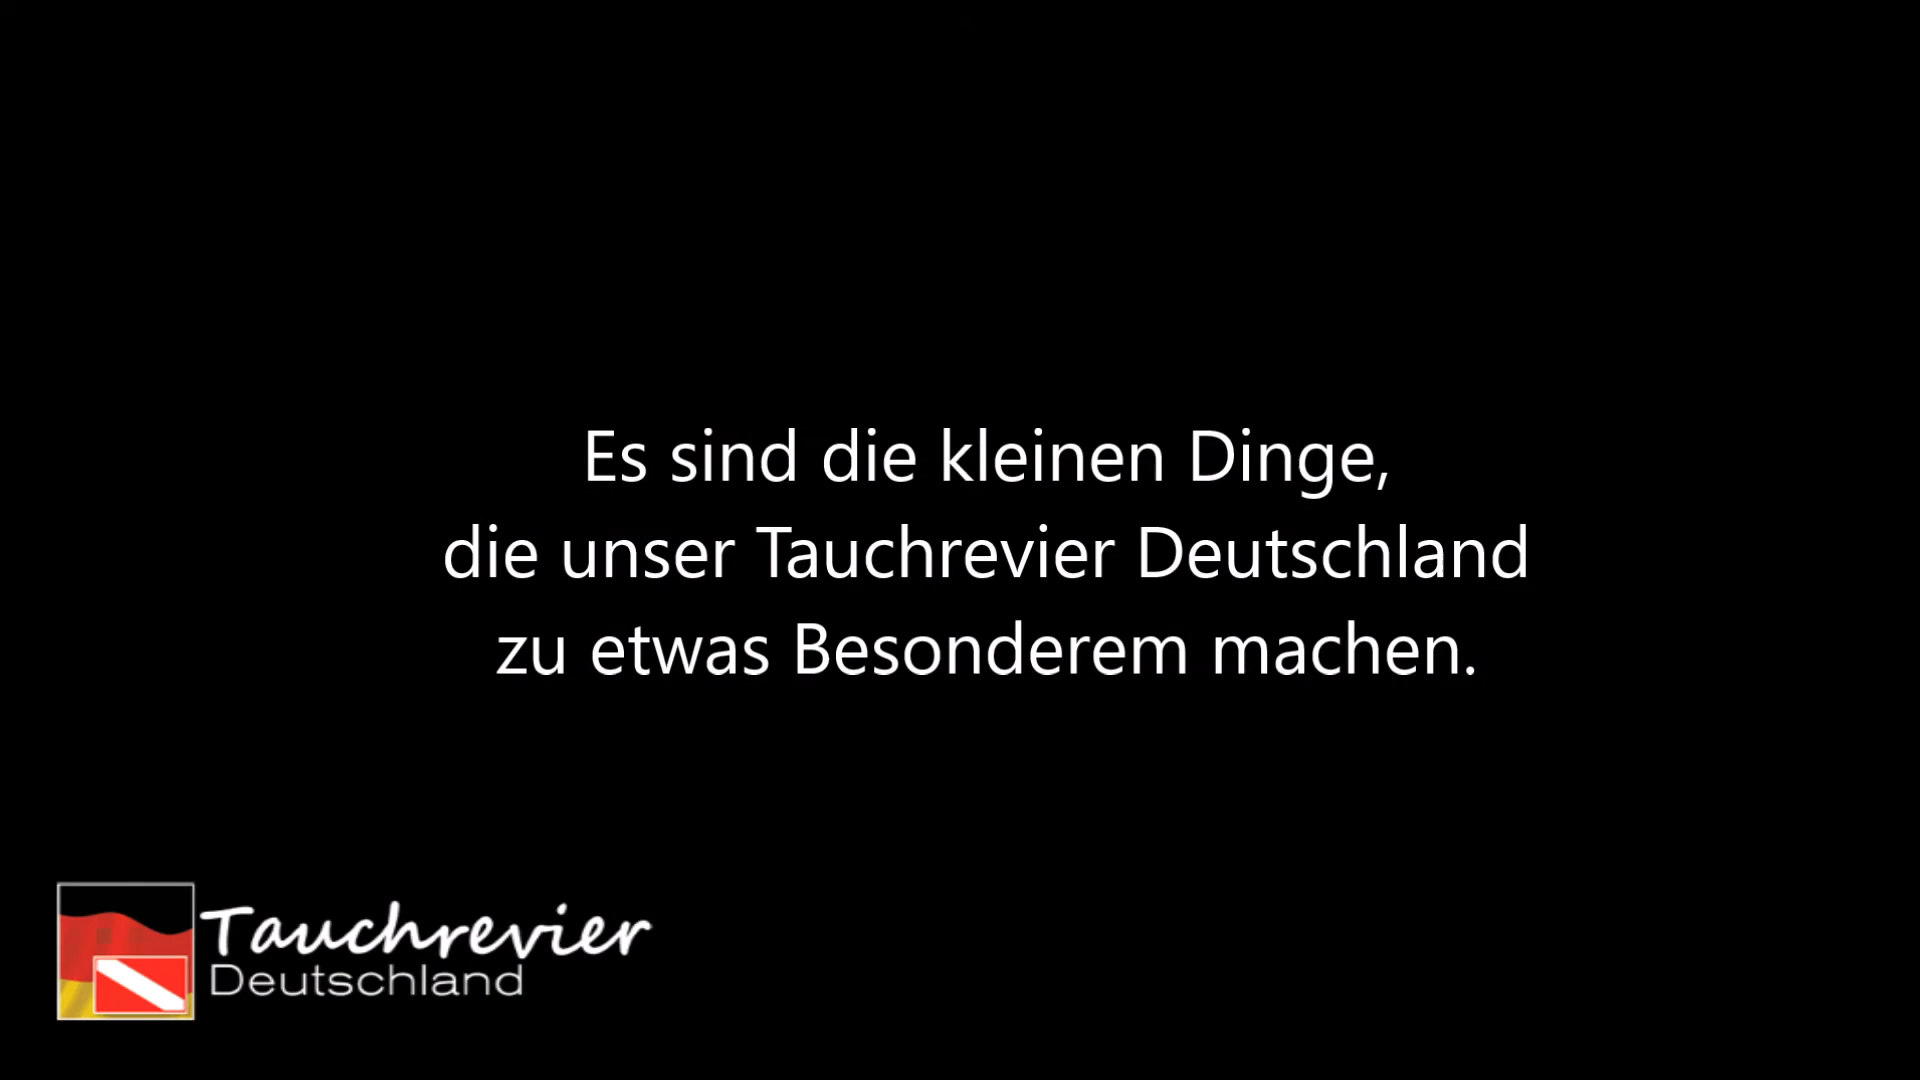 Es sind die kleinen Dinge,
die unser Tauchrevier Deutschland
zu etwas Besonderem machen.
Tauchrevier
Deutschland